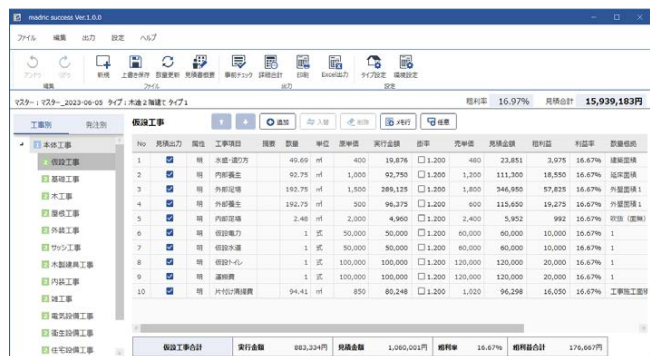 madric success Ver.1.0.0
ファイル 編集 出力 設定 ヘルプ
アンドゥ リドゥ 新規 上書き保存 数量更新 見積書概要 事前チェック 詳細合計 印刷 Excel出力 タイプ設定 環境設定
編集 ファイル 出力 設定
マスター：マスター_2023-06-05 タイプ：木造2階建て タイプ1 粗利率 16.97% 見積合計 15,939,183円
工事別 発注別 仮設工事 追加 入替 削除 メモ行 任意
No 見積出力 属性 工事項目 摘要 数量 単位 原単価 実行金額 掛率 売単価 見積金額 粗利益 利益率 数量根拠
本体工事
1 明 水盛・遣り方 49.69 ㎡ 400 19,876 1.200 480 23,851 3,975 16.67% 建築面積
仮設工事
2 明 内部養生 92.75 ㎡ 1,000 92,750 1.200 1,200 111,300 18,550 16.67% 延床面積
基礎工事
3 明 外部足場 192.75 ㎡ 1,500 289,125 1.200 1,800 346,950 57,825 16.67% 外壁面積1
木工事
4 明 外部養生 192.75 ㎡ 500 96,375 1.200 600 115,650 19,275 16.67% 外壁面積1
屋根工事
5 明 内部足場 2.48 ㎡ 2,000 4,960 1.200 2,400 5,952 992 16.67% 吹抜（面無）
外装工事
6 明 仮設電力 1 式 50,000 50,000 1.200 60,000 60,000 10,000 16.67% 1
サッシ工事
7 明 仮設水道 1 式 50,000 50,000 1.200 60,000 60,000 10,000 16.67% 1
木製建具工事
8 明 仮設トイレ 1 式 100,000 100,000 1.200 120,000 120,000 20,000 16.67% 1
内装工事
9 明 運搬費 1 式 100,000 100,000 1.200 120,000 120,000 20,000 16.67% 1
雑工事
10 明 片付け清掃費 94.41 ㎡ 850 80,248 1.200 1,020 96,298 16,050 16.67% 工事施工面積
電気設備工事
衛生設備工事
住宅設備工事
仮設工事合計 実行金額 883,334円 見積金額 1,060,001円 粗利率 16.67% 粗利益合計 176,667円